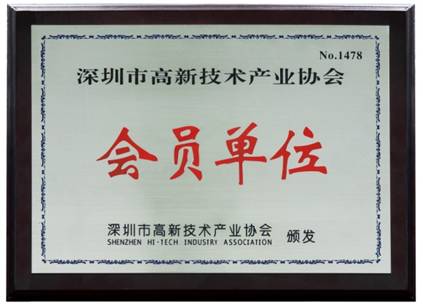 No.1478
深圳市高新技术产业协会
会员单位
深圳市高新技术产业协会 颁发
SHENZHEN HI-TECH INDUSTRY ASSOCIATION